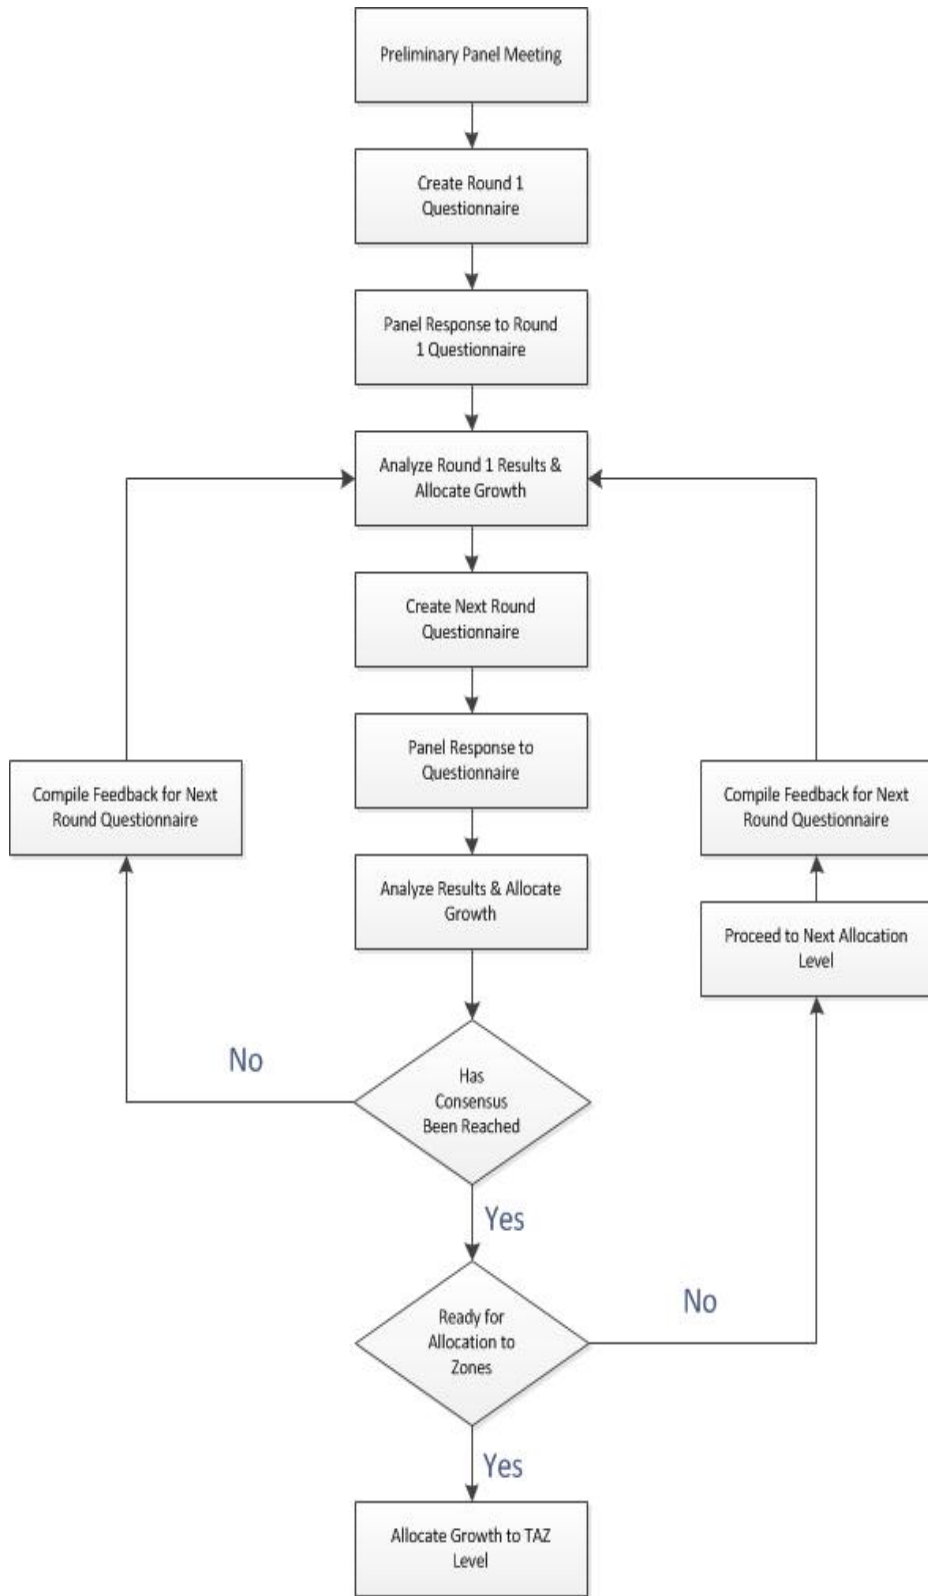 Preliminary Panel Meeting
Create Round 1
Questionnaire
Panel Response to Round
1 Questionnaire
Analyze Round 1 Results &
Allocate Growth
Create Next Round
Questionnaire
Panel Response to
Questionnaire
Compile Feedback for Next
Round Questionnaire
Compile Feedback for Next
Round Questionnaire
Analyze Results & Allocate
Growth
Proceed to Next Allocation
Level
No
Has
Consensus
Been Reached
Yes
No
Ready for
Allocation to
Zones
Yes
Allocate Growth to TAZ
Level